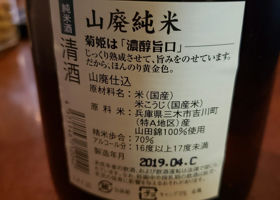 純米酒
清酒
山廃純米
菊姫は「濃醇旨口」
じっくり熟成させて、旨みをのせています。
だから、ほんのり黄金色。
山廃仕込
原材料名：米（国産）
米こうじ（国産米）
原料米：兵庫県三木市吉川町
（特A地区）産
山田錦100％使用
精米歩合：70％
アルコール分：16度以上17度未満
製造年月
2019.04.C